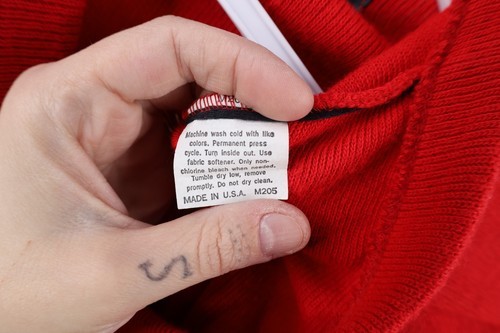 Machine wash cold with like
colors. Permanent press
cycle. Turn inside out. Use
fabric softener. Only non-
chlorine bleach when needed.
Tumble dry low, remove
promptly. Do not dry clean.
MADE IN U.S.A. M205